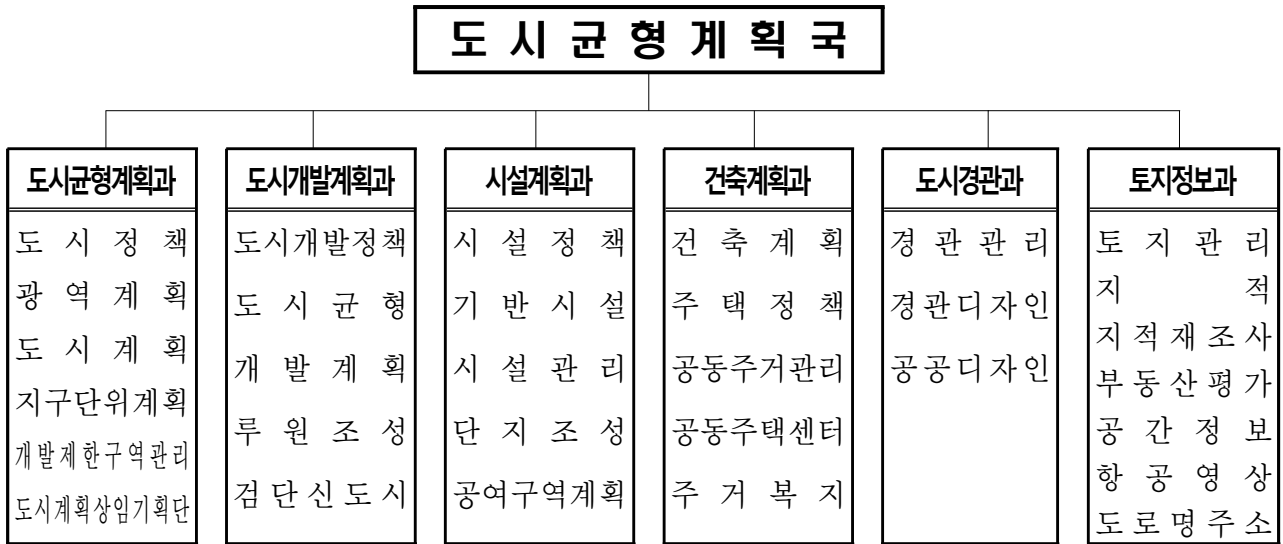 도 시 균 형 계 획 국
도시균형계획과
도 시 정 책
광 역 계 획
도 시 계 획
지구단위계획
개발제한구역관리
도시계획상임기획단
도시개발계획과
도시개발정책
도 시 균 형
개 발 계 획
루 원 조 성
검 단 신 도 시
시설계획과
시 설 정 책
기 반 시 설
시 설 관 리
단 지 조 성
공여구역계획
건축계획과
건 축 계 획
주 택 정 책
공동주거관리
공동주택센터
주 거 복 지
도시경관과
경 관 관 리
경관디자인
공공디자인
토지정보과
토 지 관 리
지 적
지 적 재 조 사
부 동 산 평 가
공 간 정 보
항 공 영 상
도 로 명 주 소